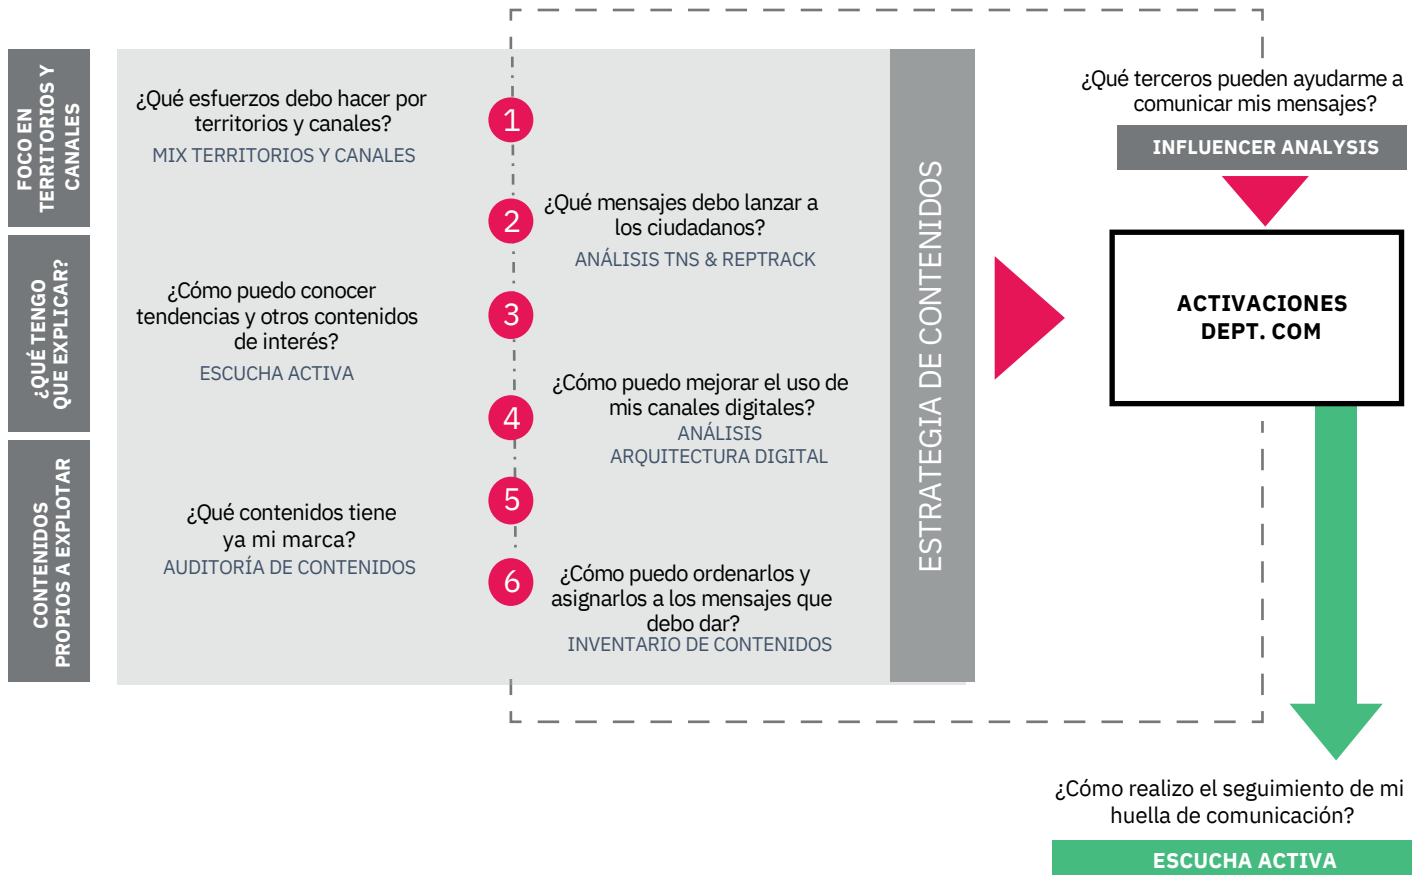 FOCO EN
TERRITORIOS Y
CANALES
¿QUÉ TENGO
QUE EXPLICAR?
CONTENIDOS
PROPIOS A EXPLOTAR
¿Qué esfuerzos debo hacer por
territorios y canales?
MIX TERRITORIOS Y CANALES
1
2
¿Qué mensajes debo lanzar a
los ciudadanos?
ANÁLISIS TNS & REPTRACK
¿Cómo puedo conocer
tendencias y otros contenidos
de interés?
ESCUCHA ACTIVA
3
4
¿Cómo puedo mejorar el uso de
mis canales digitales?
ANÁLISIS
ARQUITECTURA DIGITAL
¿Qué contenidos tiene
ya mi marca?
AUDITORÍA DE CONTENIDOS
5
6
¿Cómo puedo ordenarlos y
asignarlos a los mensajes que
debo dar?
INVENTARIO DE CONTENIDOS
ESTRATEGIA DE CONTENIDOS
¿Qué terceros pueden ayudarme a
comunicar mis mensajes?
INFLUENCER ANALYSIS
ACTIVACIONES
DEPT. COM
¿Cómo realizo el seguimiento de mi
huella de comunicación?
ESCUCHA ACTIVA